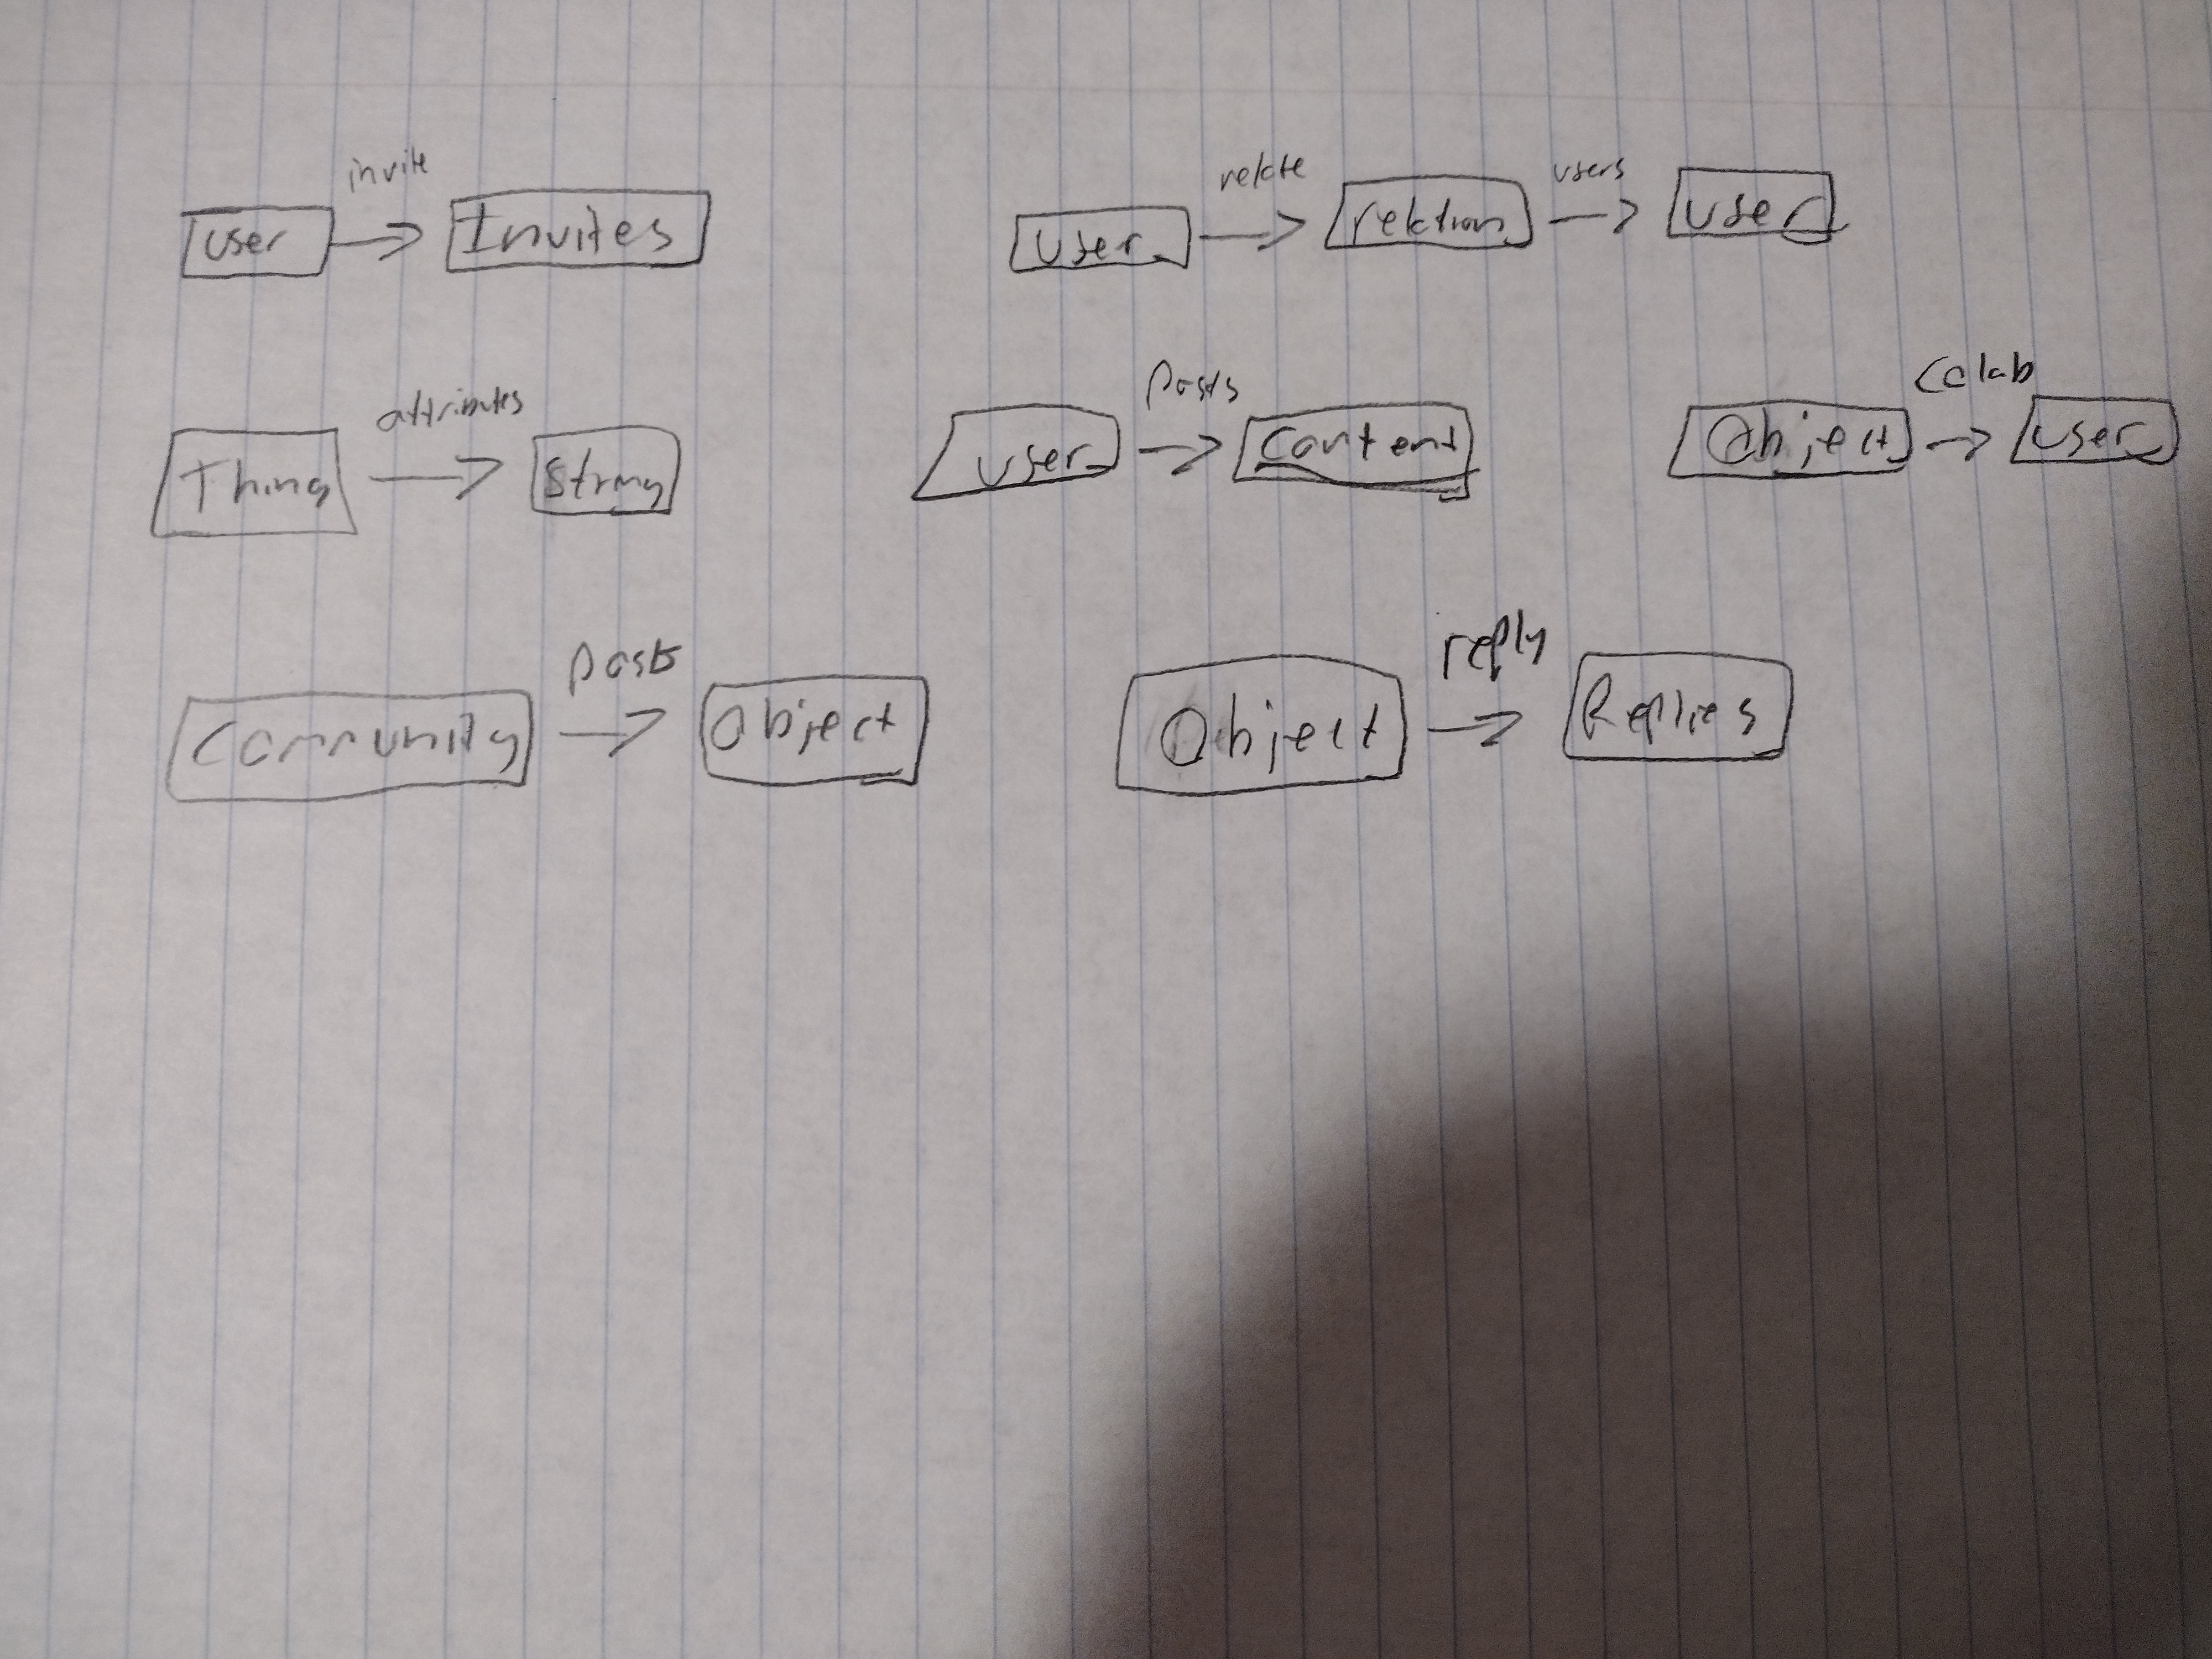 invite relate users
user Invites user relation user
attributes posts colab
Thing String user Content Object user
posts reply
Community Object Object Replies